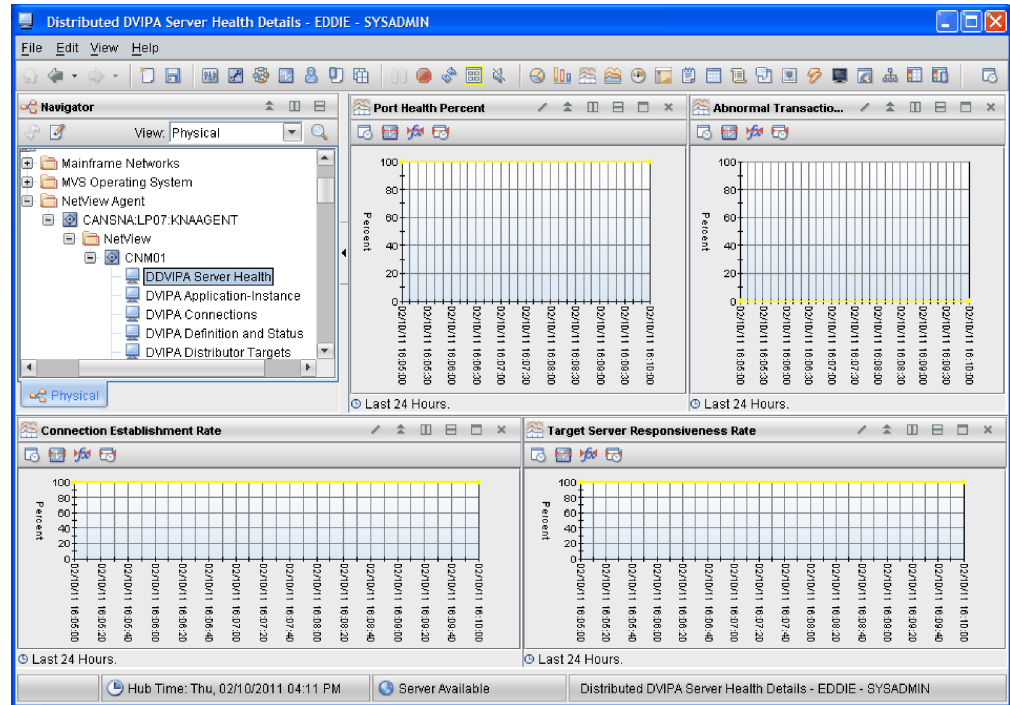 Distributed DVIPA Server Health Details - EDDIE - SYSADMIN
File Edit View Help
Navigator
View: Physical
Mainframe Networks
MVS Operating System
NetView Agent
CANSNA:LP07:KNAAGENT
NetView
CNM01
DDVIPA Server Health
DVIPA Application-Instance
DVIPA Connections
DVIPA Definition and Status
DVIPA Distributor Targets
Physical
Port Health Percent
Percent
100
80
60
40
20
0
02/10/11 16:05:00
02/10/11 16:05:30
02/10/11 16:06:00
02/10/11 16:06:30
02/10/11 16:07:00
02/10/11 16:07:30
02/10/11 16:08:00
02/10/11 16:08:30
02/10/11 16:09:00
02/10/11 16:09:30
02/10/11 16:10:00
Last 24 Hours.
Abnormal Transactio...
Percent
100
80
60
40
20
0
02/10/11 16:05:00
02/10/11 16:05:30
02/10/11 16:06:00
02/10/11 16:06:30
02/10/11 16:07:00
02/10/11 16:07:30
02/10/11 16:08:00
02/10/11 16:08:30
02/10/11 16:09:00
02/10/11 16:09:30
02/10/11 16:10:00
Last 24 Hours.
Connection Establishment Rate
Percent
100
80
60
40
20
0
02/10/11 16:05:00
02/10/11 16:05:20
02/10/11 16:05:40
02/10/11 16:06:00
02/10/11 16:06:20
02/10/11 16:06:40
02/10/11 16:07:00
02/10/11 16:07:20
02/10/11 16:07:40
02/10/11 16:08:00
02/10/11 16:08:20
02/10/11 16:08:40
02/10/11 16:09:00
02/10/11 16:09:20
02/10/11 16:09:40
02/10/11 16:10:00
Last 24 Hours.
Target Server Responsiveness Rate
Percent
100
80
60
40
20
0
02/10/11 16:05:00
02/10/11 16:05:20
02/10/11 16:05:40
02/10/11 16:06:00
02/10/11 16:06:20
02/10/11 16:06:40
02/10/11 16:07:00
02/10/11 16:07:20
02/10/11 16:07:40
02/10/11 16:08:00
02/10/11 16:08:20
02/10/11 16:08:40
02/10/11 16:09:00
02/10/11 16:09:20
02/10/11 16:09:40
02/10/11 16:10:00
Last 24 Hours.
Hub Time: Thu, 02/10/2011 04:11 PM
Server Available
Distributed DVIPA Server Health Details - EDDIE - SYSADMIN